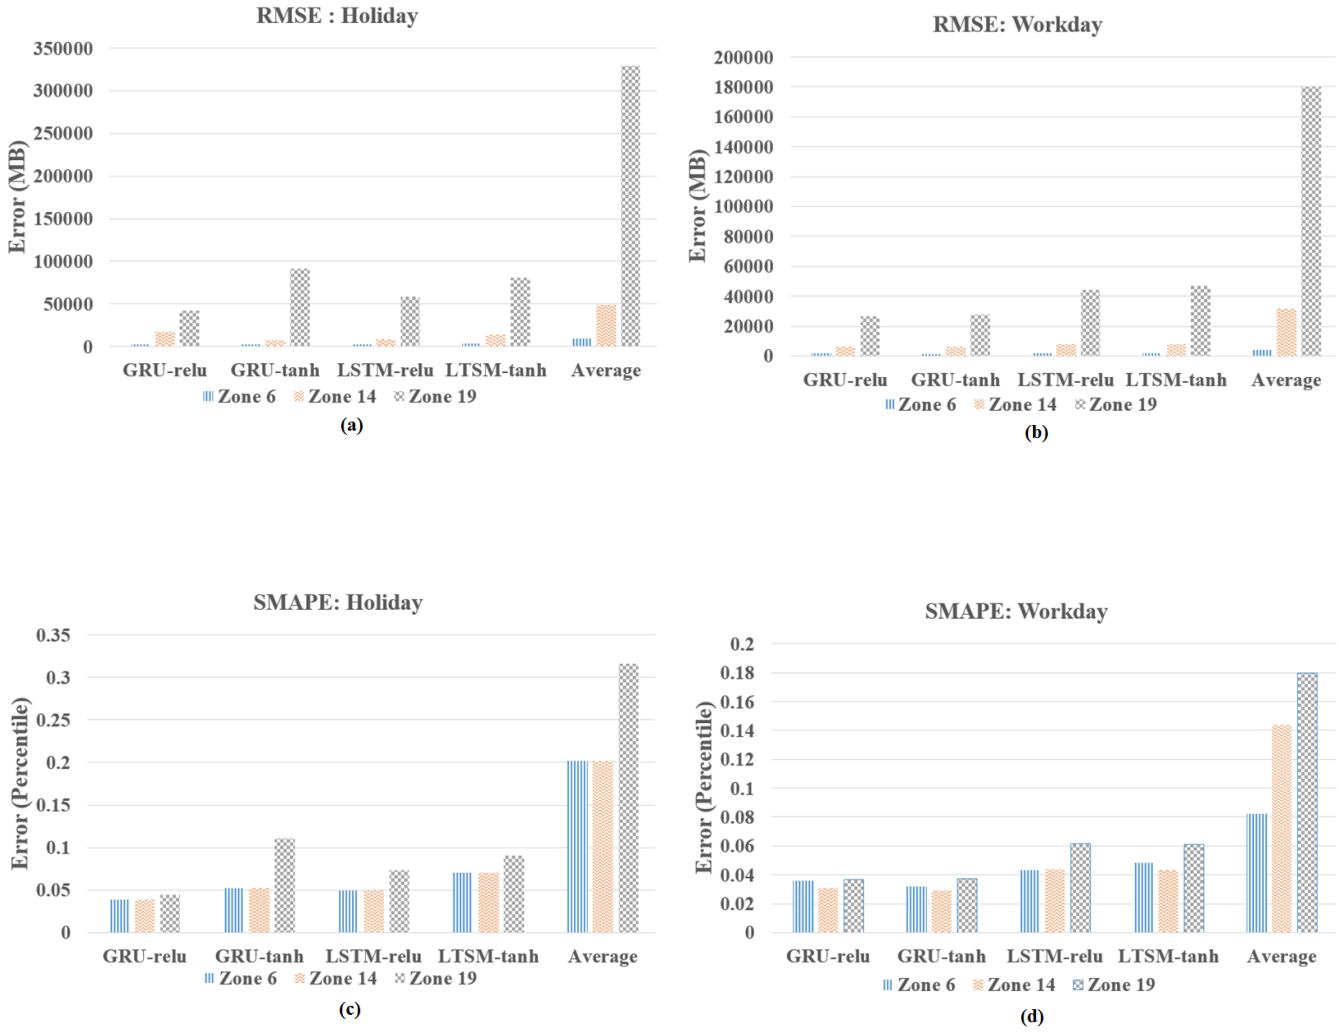 RMSE : Holiday
Error (MB)
350000
300000
250000
200000
150000
100000
50000
0
GRU-relu GRU-tanh LSTM-relu LTSM-tanh Average
Zone 6 Zone 14 Zone 19
(a)
RMSE: Workday
Error (MB)
200000
180000
160000
140000
120000
100000
80000
60000
40000
20000
0
GRU-relu GRU-tanh LSTM-relu LTSM-tanh Average
Zone 6 Zone 14 Zone 19
(b)
SMAPE: Holiday
Error (Percentile)
0.35
0.3
0.25
0.2
0.15
0.1
0.05
0
GRU-relu GRU-tanh LSTM-relu LTSM-tanh Average
Zone 6 Zone 14 Zone 19
(c)
SMAPE: Workday
Error (Percentile)
0.2
0.18
0.16
0.14
0.12
0.1
0.08
0.06
0.04
0.02
0
GRU-relu GRU-tanh LSTM-relu LTSM-tanh Average
Zone 6 Zone 14 Zone 19
(d)